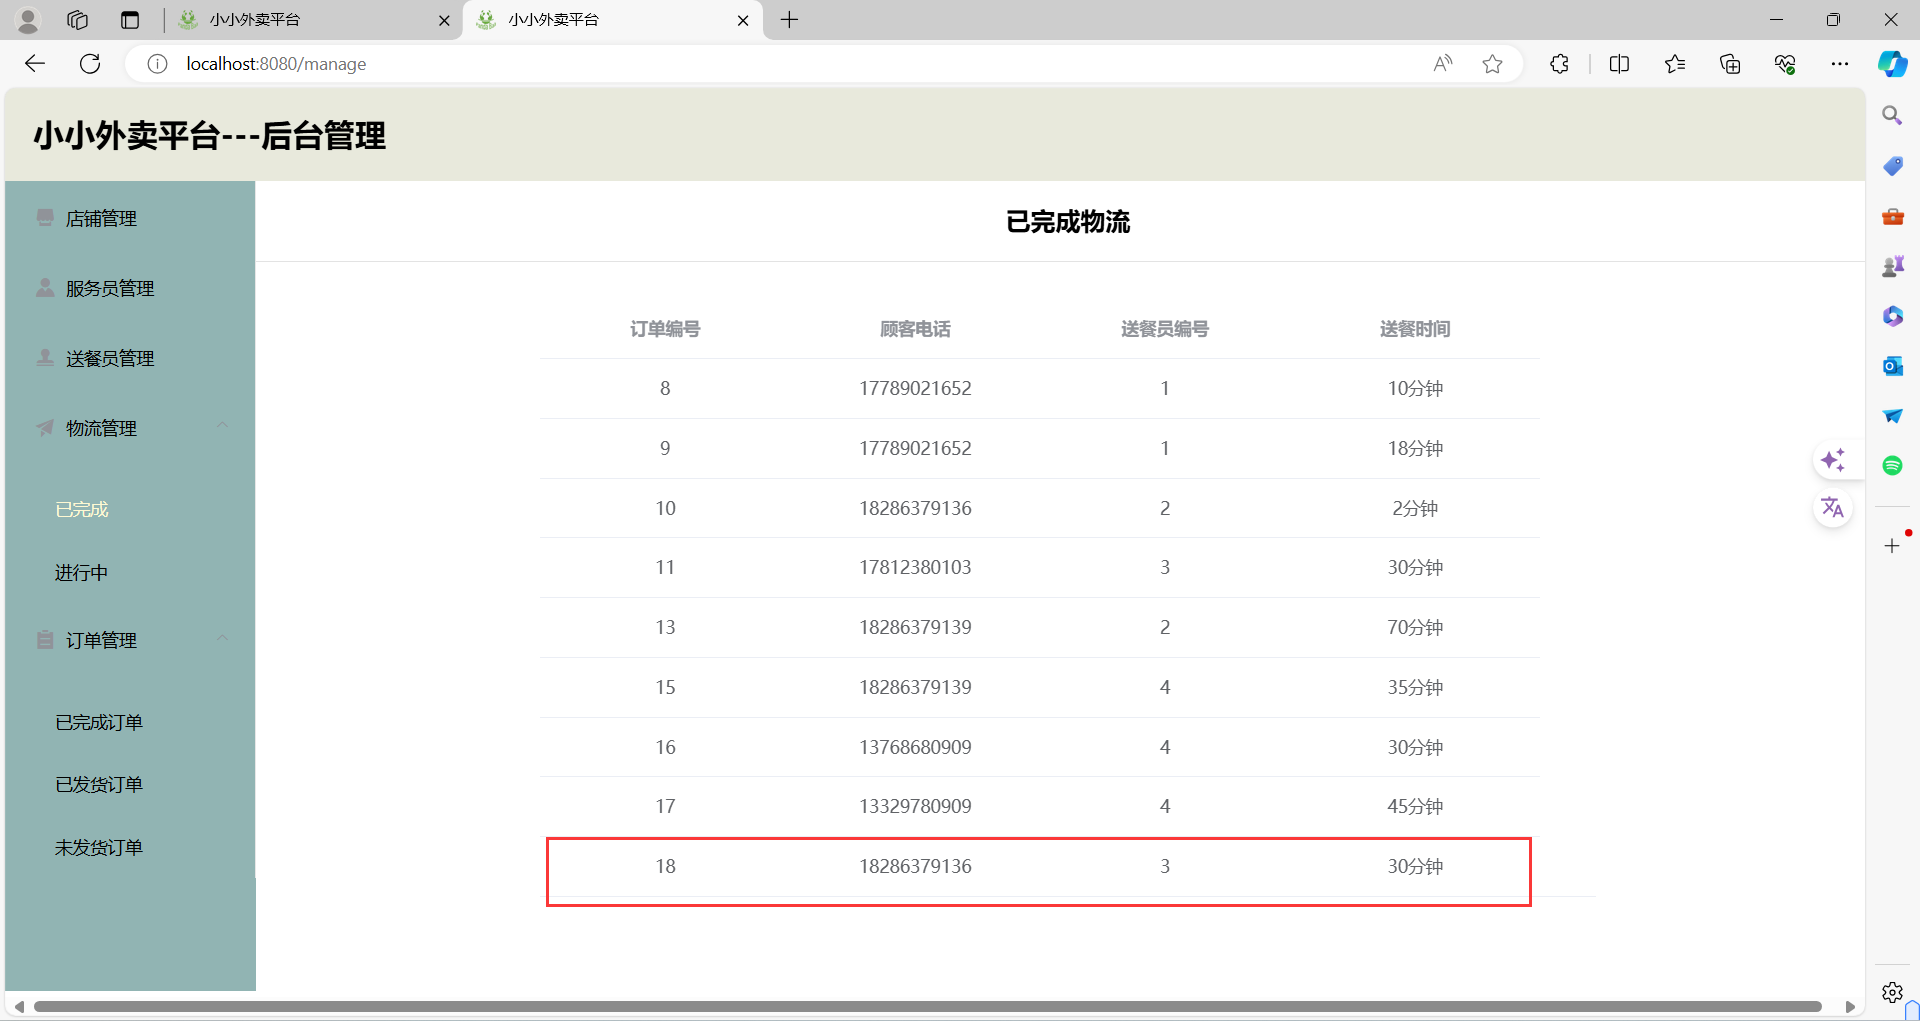 小小外卖平台
小小外卖平台
localhost:8080/manage
小小外卖平台---后台管理
店铺管理
服务员管理
送餐员管理
物流管理
已完成
进行中
订单管理
已完成订单
已发货订单
未发货订单
已完成物流
订单编号 顾客电话 送餐员编号 送餐时间
8 17789021652 1 10分钟
9 17789021652 1 18分钟
10 18286379136 2 2分钟
11 17812380103 3 30分钟
13 18286379139 2 70分钟
15 18286379139 4 35分钟
16 13768680909 4 30分钟
17 13329780909 4 45分钟
18 18286379136 3 30分钟